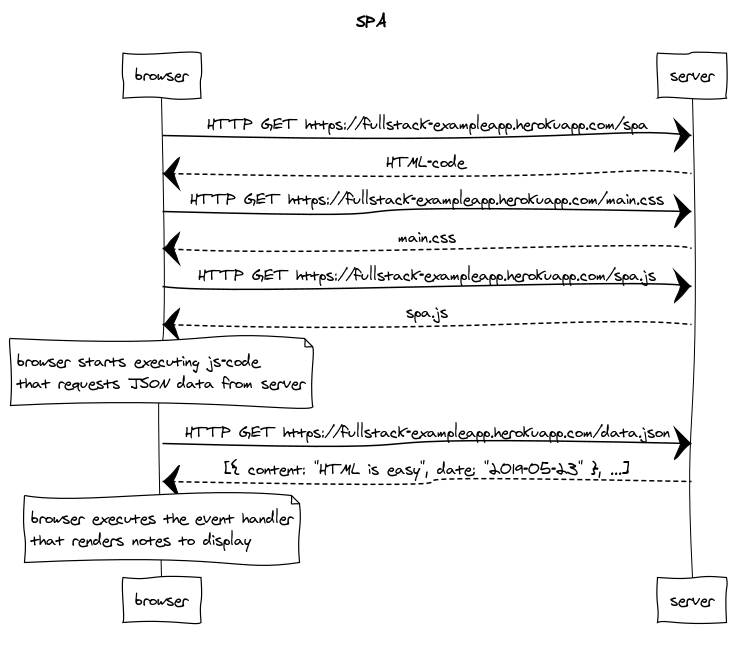 SPA
browser server
HTTP GET https://fullstack-exampleapp.herokuapp.com/spa
HTML-code
HTTP GET https://fullstack-exampleapp.herokuapp.com/main.css
main.css
HTTP GET https://fullstack-exampleapp.herokuapp.com/spa.js
spa.js
browser starts executing js-code
that requests JSON data from server
HTTP GET https://fullstack-exampleapp.herokuapp.com/data.json
[{ content: "HTML is easy", date: "2019-05-23" }, ...]
browser executes the event handler
that renders notes to display
browser server